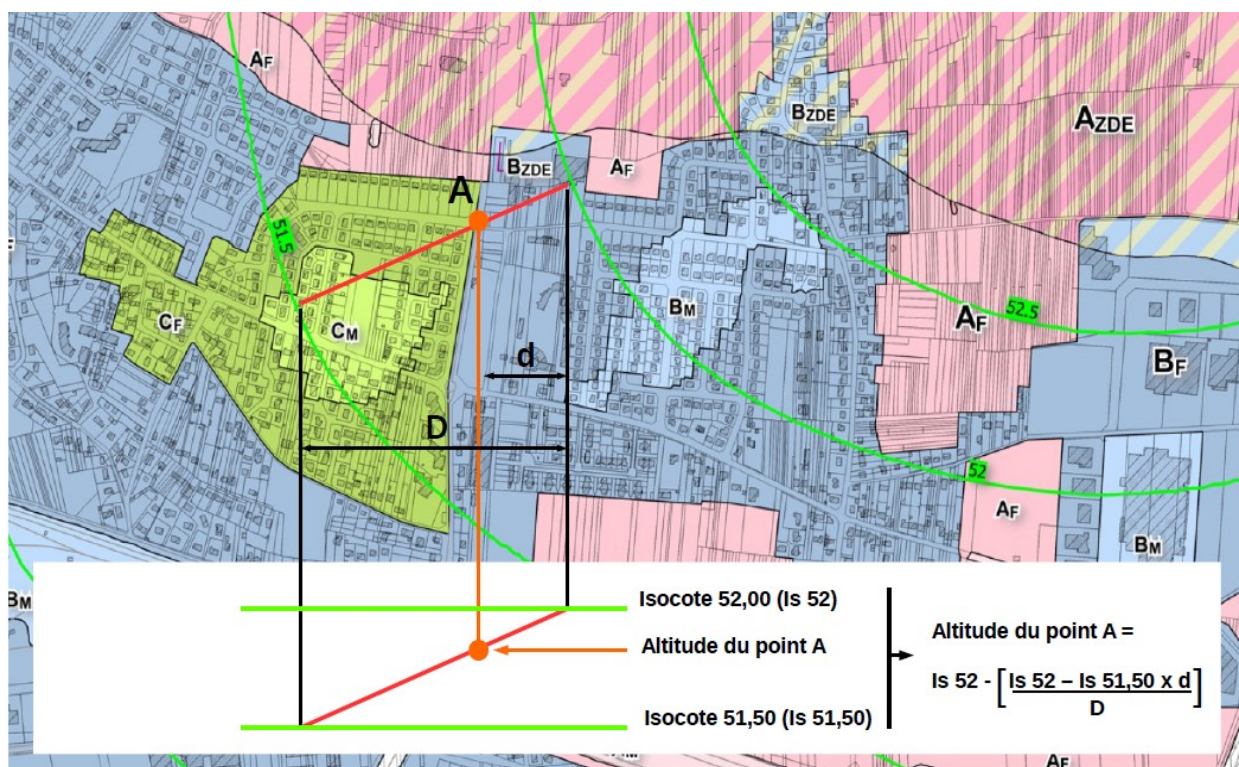 AF
BZDE
AZDE
BZDE
AF
A
51.5
CF
CM
BM
52.5
AF
BF
d
D
52
AF
BM
BM
Isocote 52,00 (Is 52)
Altitude du point A
Isocote 51,50 (Is 51,50)
Altitude du point A =
Is 52 - [ Is 52 – Is 51,50 x d ]
D
AF